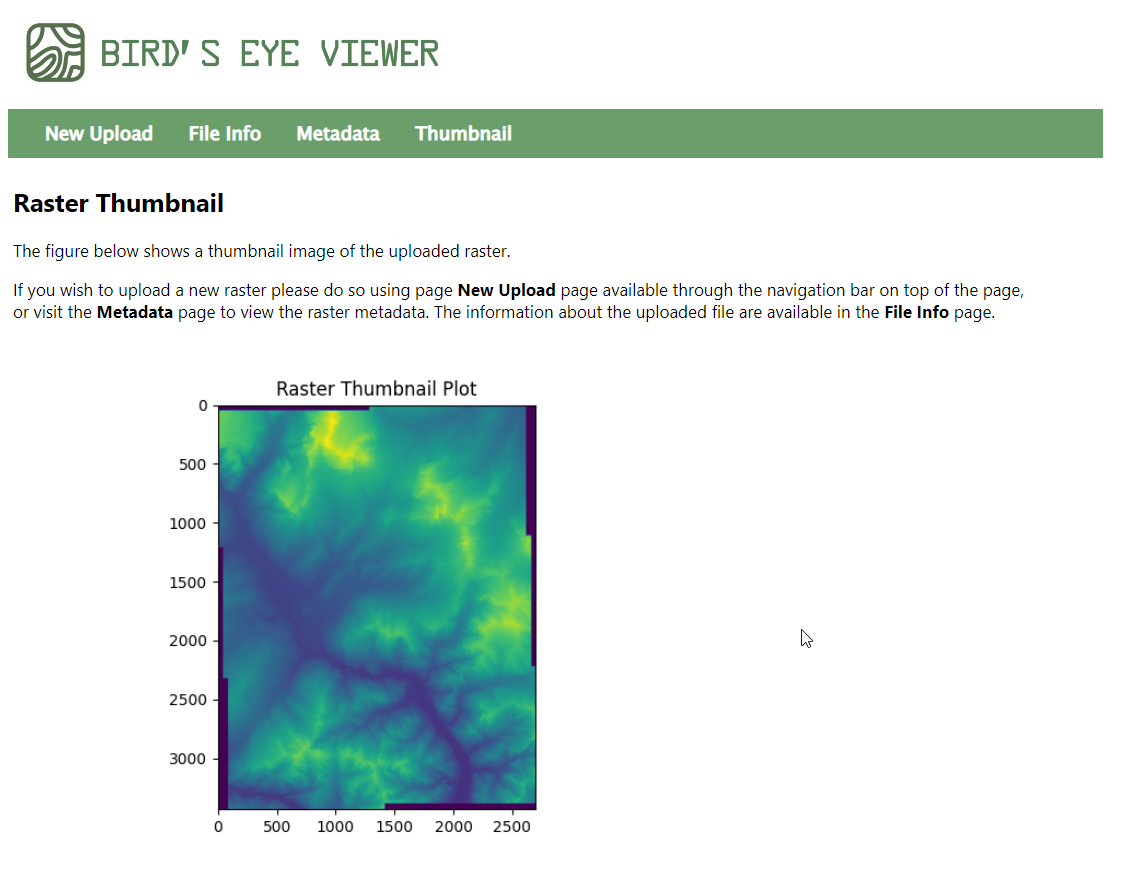 BIRD'S EYE VIEWER
New Upload File Info Metadata Thumbnail
Raster Thumbnail
The figure below shows a thumbnail image of the uploaded raster.
If you wish to upload a new raster please do so using page New Upload page available through the navigation bar on top of the page,
or visit the Metadata page to view the raster metadata. The information about the uploaded file are available in the File Info page.
Raster Thumbnail Plot
0
500
1000
1500
2000
2500
3000
0 500 1000 1500 2000 2500